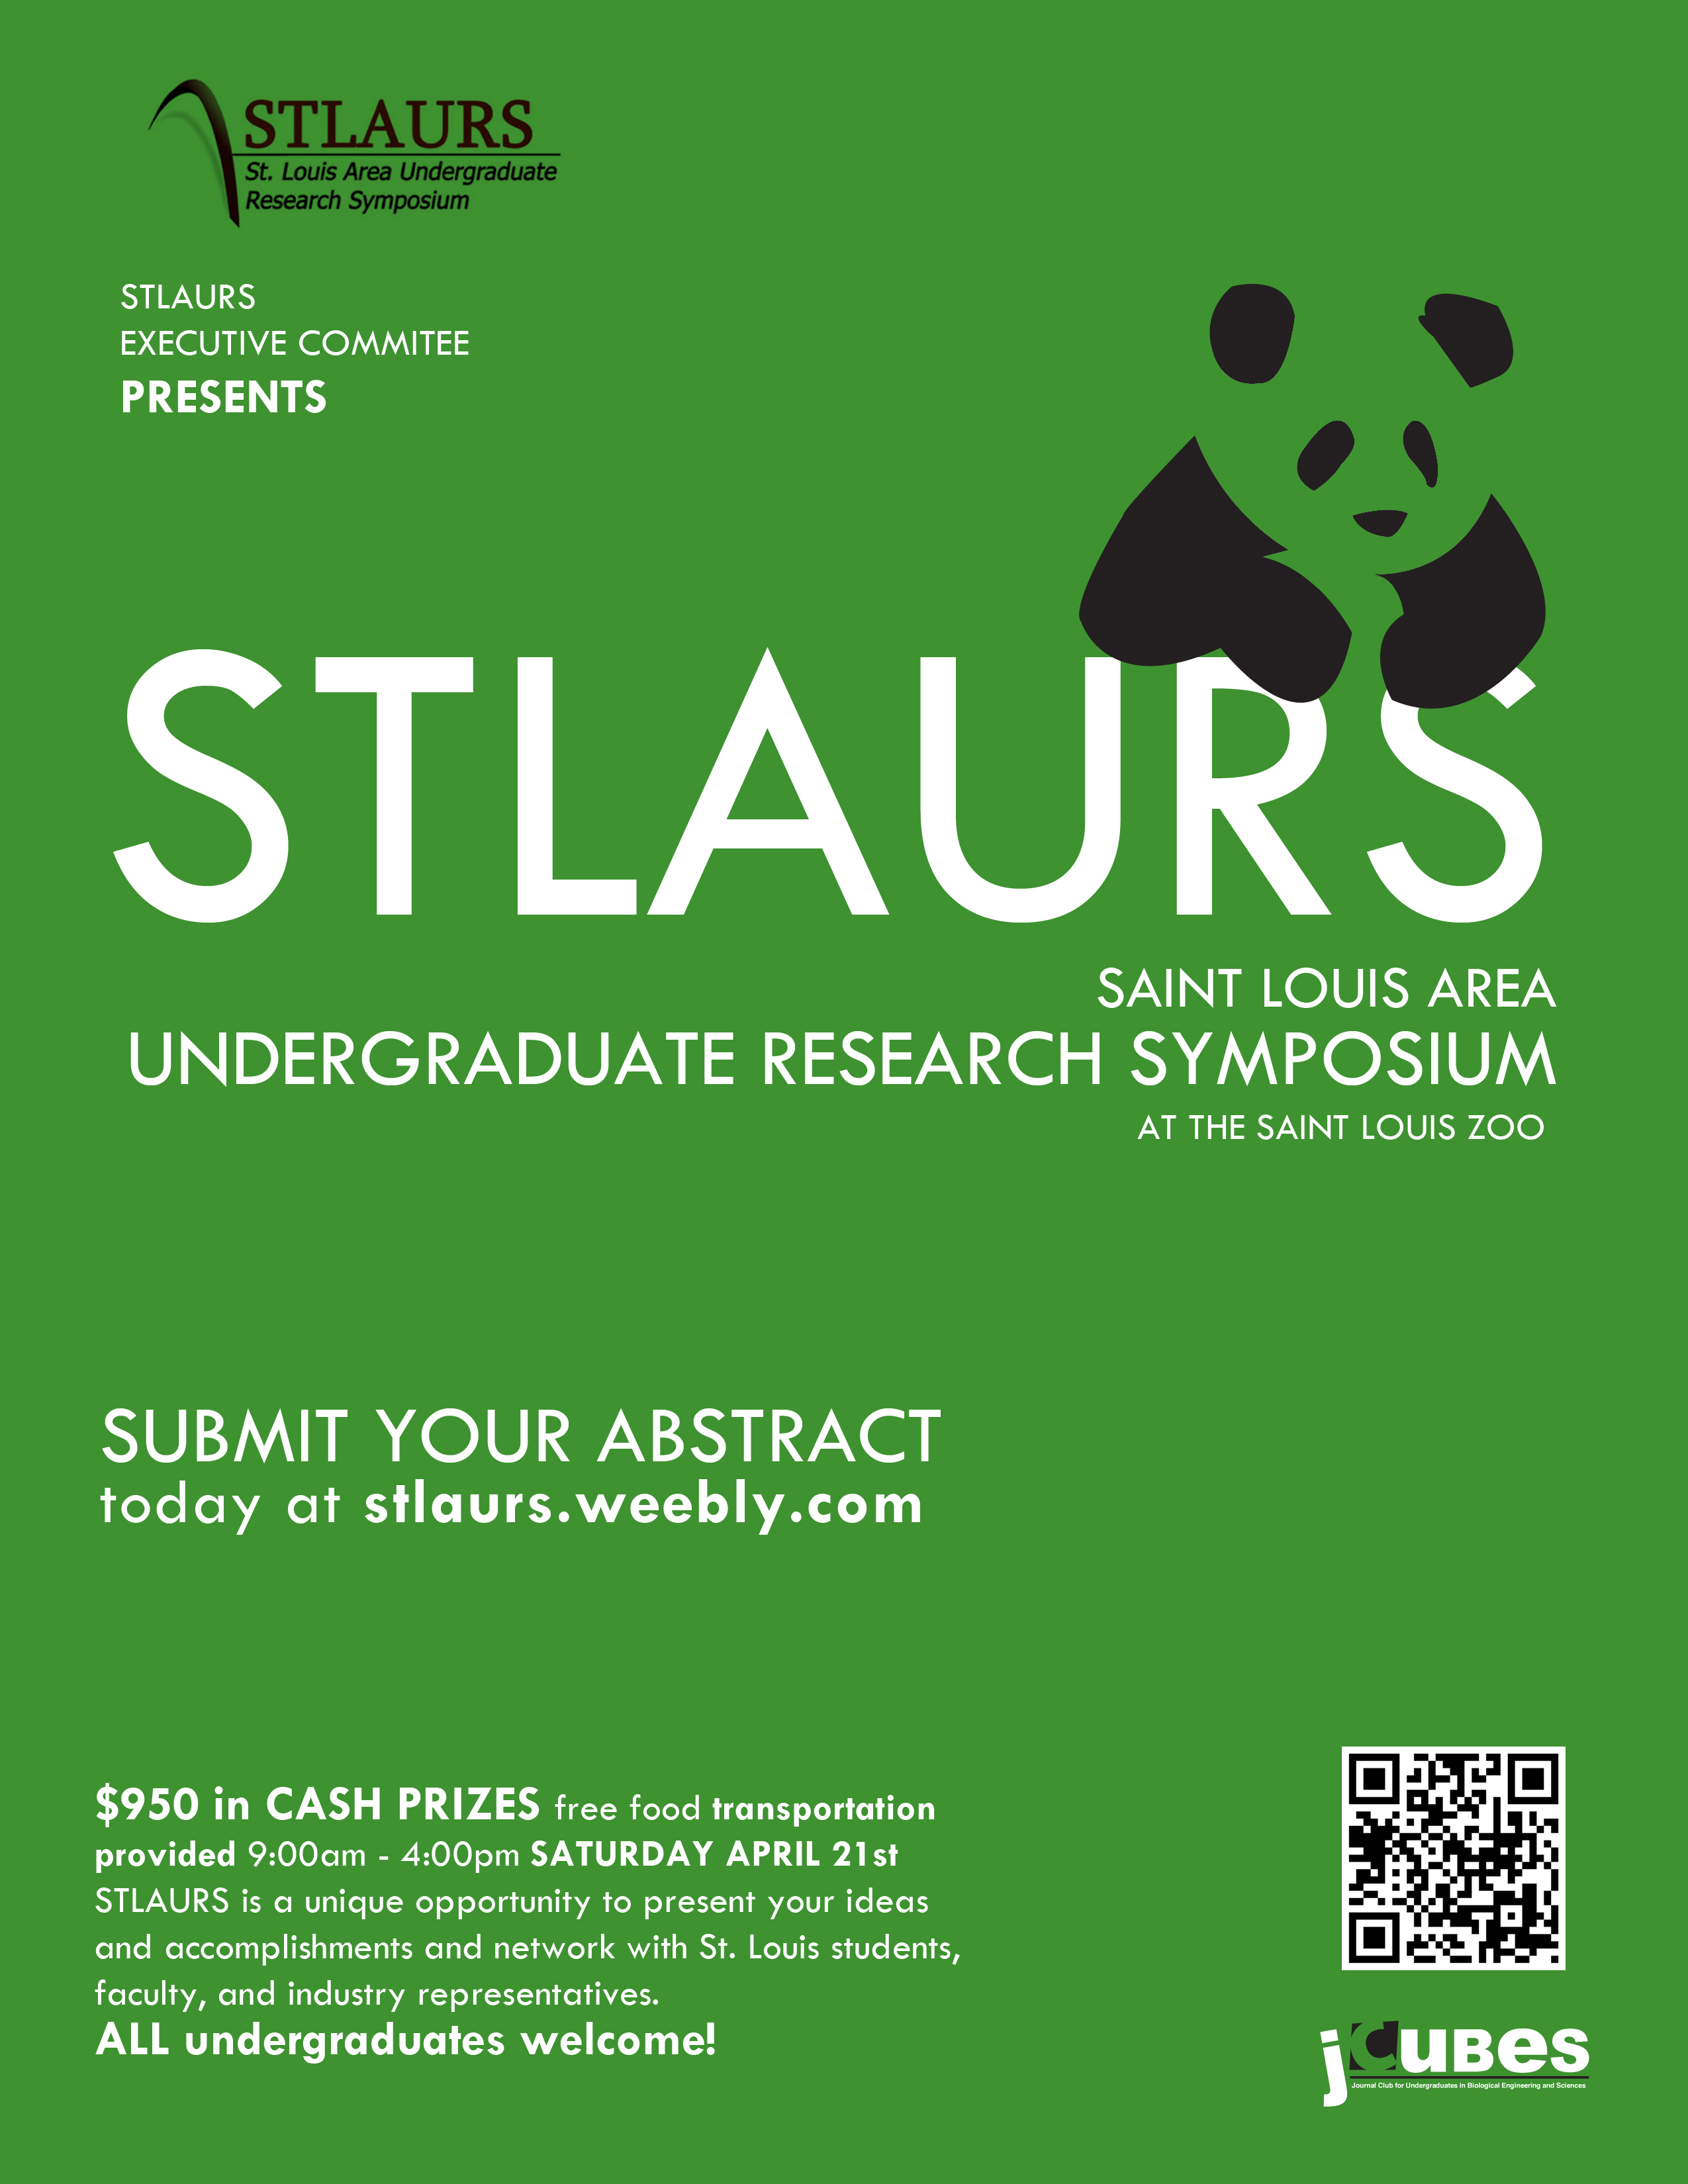 STLAURS
St. Louis Area Undergraduate
Research Symposium
STLAURS
EXECUTIVE COMMITEE
PRESENTS
STLAURS
SAINT LOUIS AREA
UNDERGRADUATE RESEARCH SYMPOSIUM
AT THE SAINT LOUIS ZOO
SUBMIT YOUR ABSTRACT
today at stlaurs.weebly.com
$950 in CASH PRIZES free food transportation
provided 9:00am - 4:00pm SATURDAY APRIL 21st
STLAURS is a unique opportunity to present your ideas
and accomplishments and network with St. Louis students,
faculty, and industry representatives.
ALL undergraduates welcome!
jCUBES
Journal Club for Undergraduates in Biological Engineering and Sciences